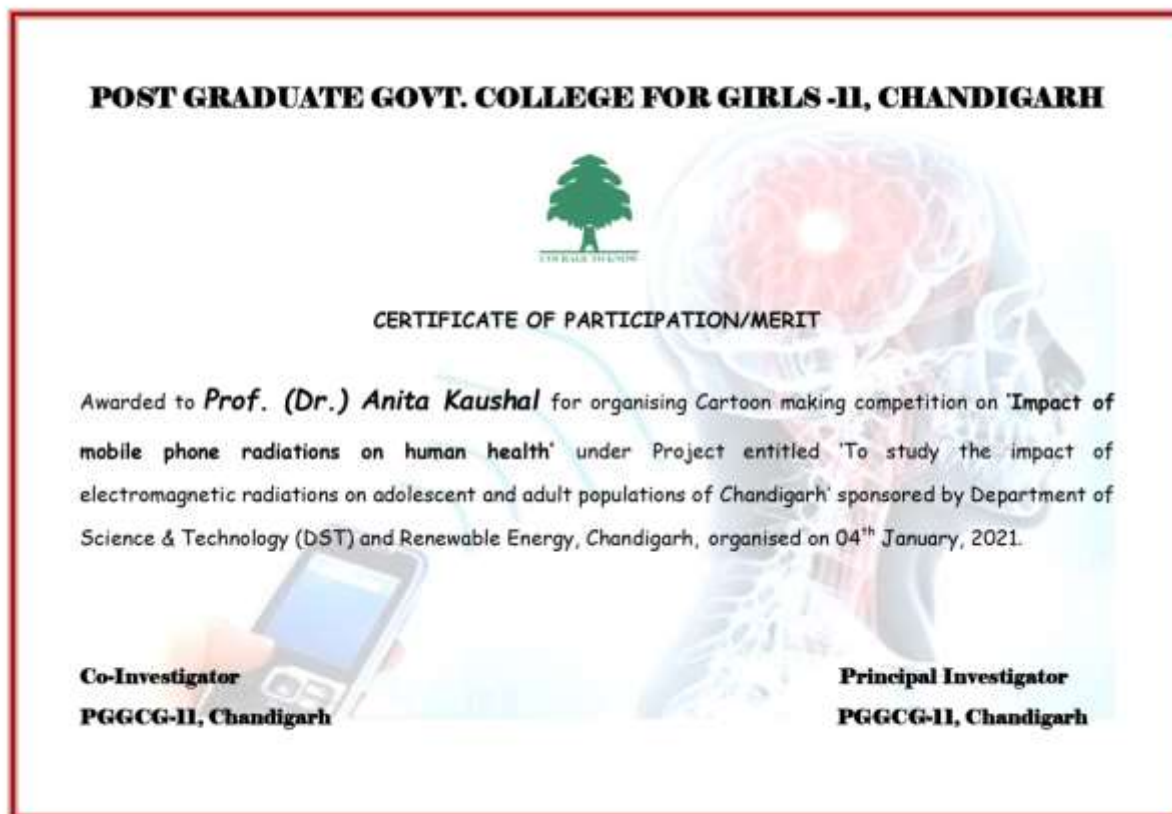 POST GRADUATE GOVT. COLLEGE FOR GIRLS -11, CHANDIGARH
COURAGE TO KNOW
CERTIFICATE OF PARTICIPATION/MERIT
Awarded to Prof. (Dr.) Anita Kaushal for organising Cartoon making competition on 'Impact of
mobile phone radiations on human health' under Project entitled 'To study the impact of
electromagnetic radiations on adolescent and adult populations of Chandigarh' sponsored by Department of
Science & Technology (DST) and Renewable Energy, Chandigarh, organised on 04th January, 2021.
Co-Investigator
PGGCG-11, Chandigarh
Principal Investigator
PGGCG-11, Chandigarh